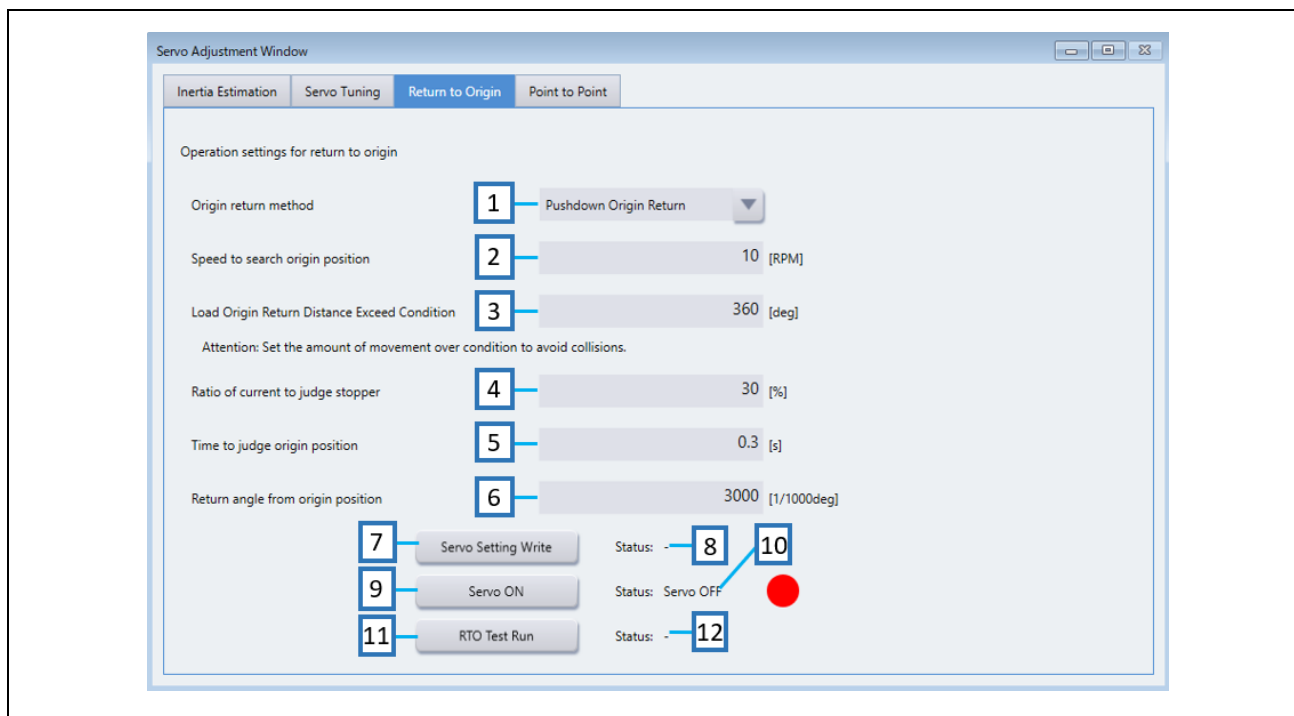 Servo Adjustment Window
Inertia Estimation Servo Tuning Return to Origin Point to Point
Operation settings for return to origin
Origin return method 1 Pushdown Origin Return
Speed to search origin position 2 10 [RPM]
Load Origin Return Distance Exceed Condition 3 360 [deg]
Attention: Set the amount of movement over condition to avoid collisions.
Ratio of current to judge stopper 4 30 [%]
Time to judge origin position 5 0.3 [s]
Return angle from origin position 6 3000 [1/1000deg]
7 Servo Setting Write Status: - 8 10
9 Servo ON Status: Servo OFF
11 RTO Test Run Status: - 12